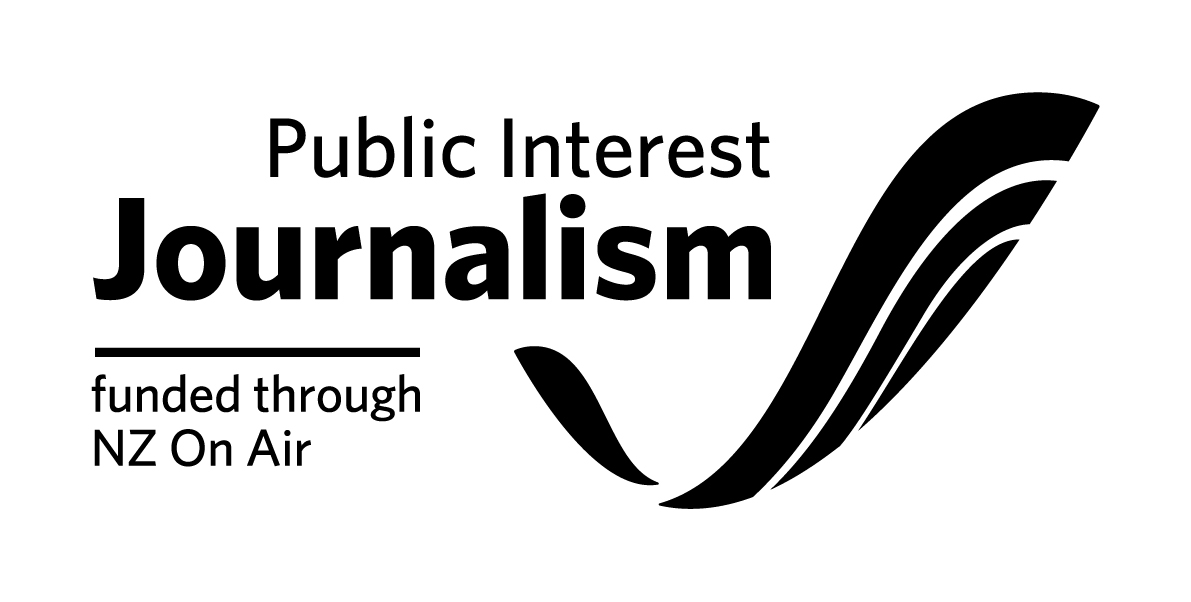 Public Interest
Journalism
funded through
NZ On Air